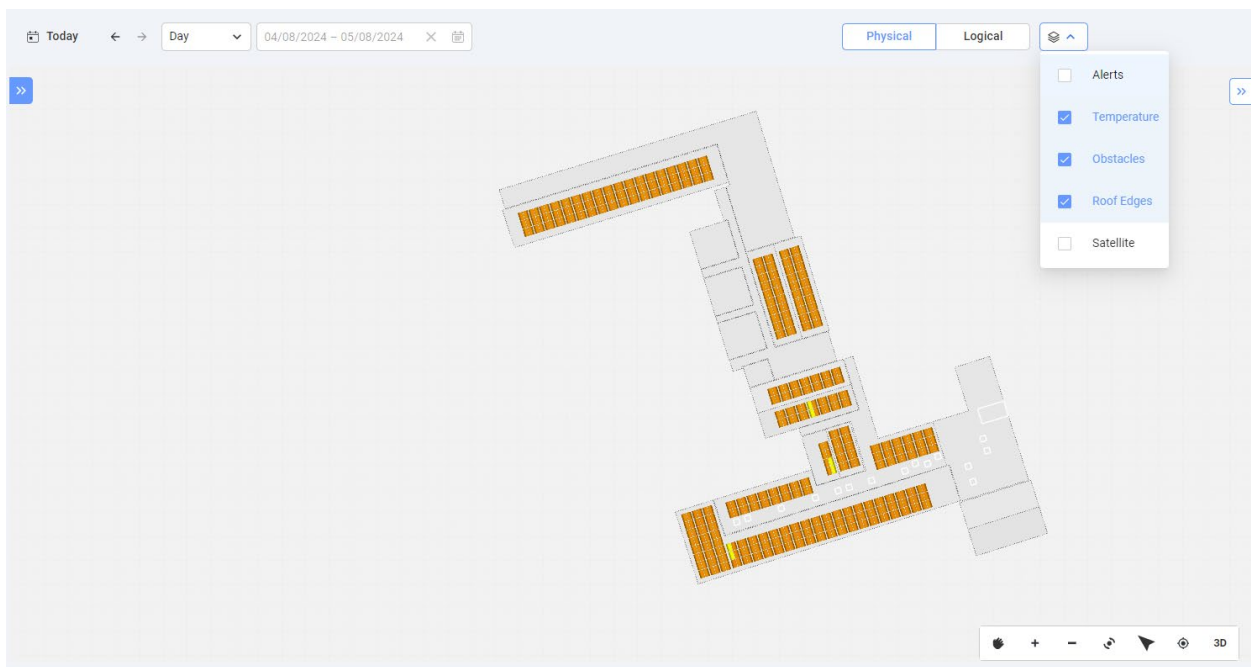 Today Day 04/08/2024 – 05/08/2024 Physical Logical
Alerts
Temperature
Obstacles
Roof Edges
Satellite
3D